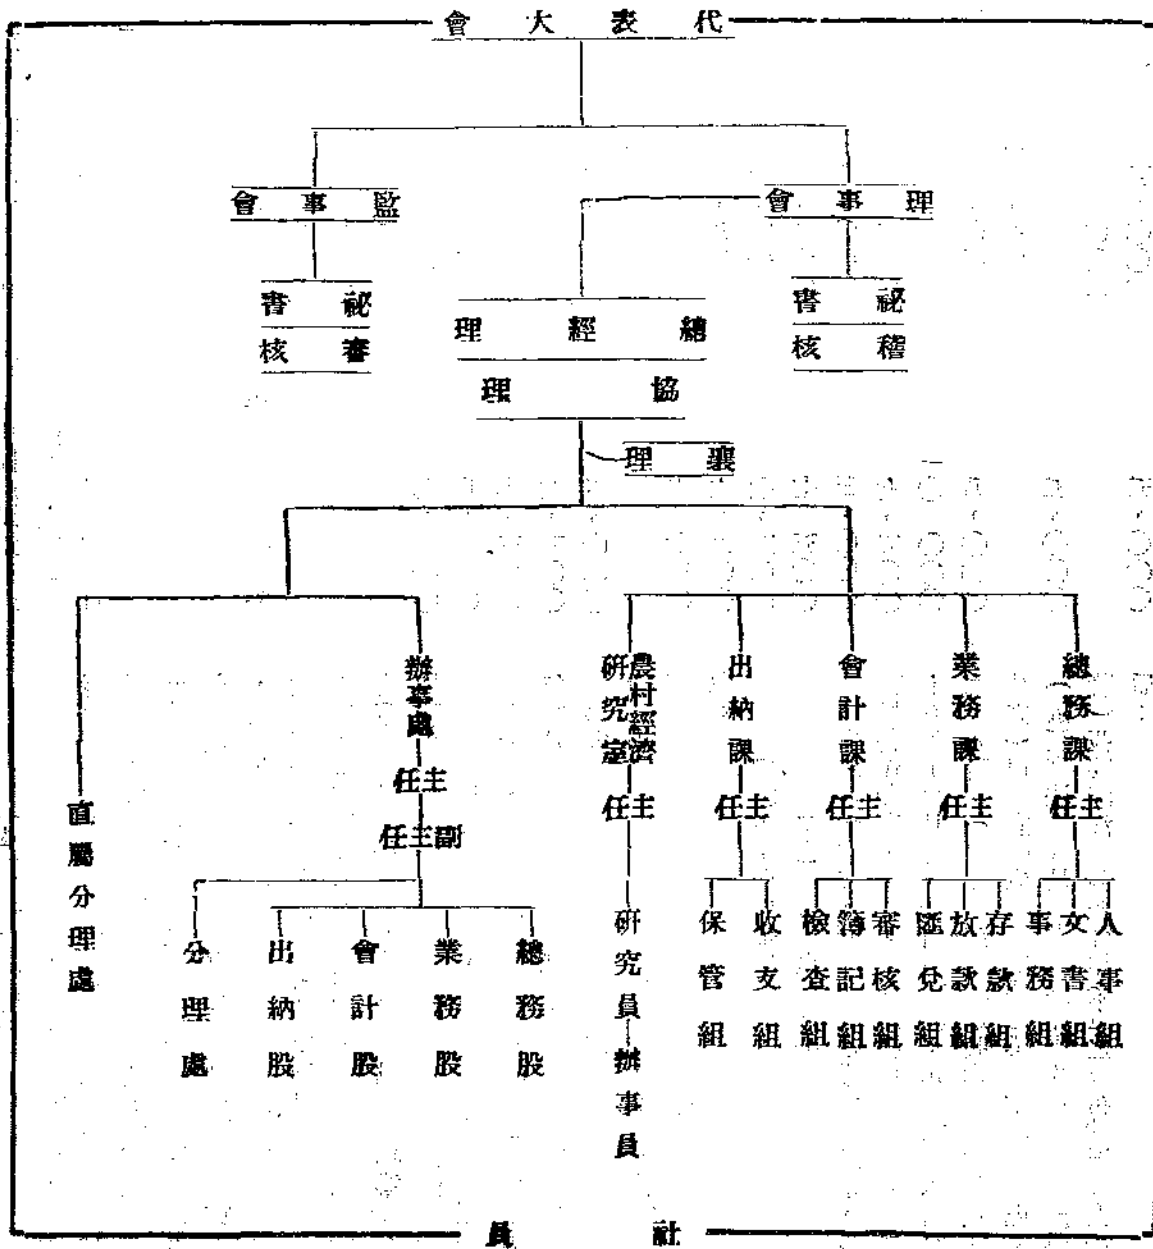 代表大會
理事會
監事會
祕書
稽核
祕書
審核
總經理
協理
襄理
總務課
主任
人事組
文書組
事務組
業務課
主任
存款組
放款組
匯兌組
會計課
主任
審核組
簿記組
檢查組
出納課
主任
收支組
保管組
農村經濟
研究室
主任
研究員
辦事員
辦事處
主任
副主任
總務股
業務股
會計股
出納股
分理處
直屬分理處
社員